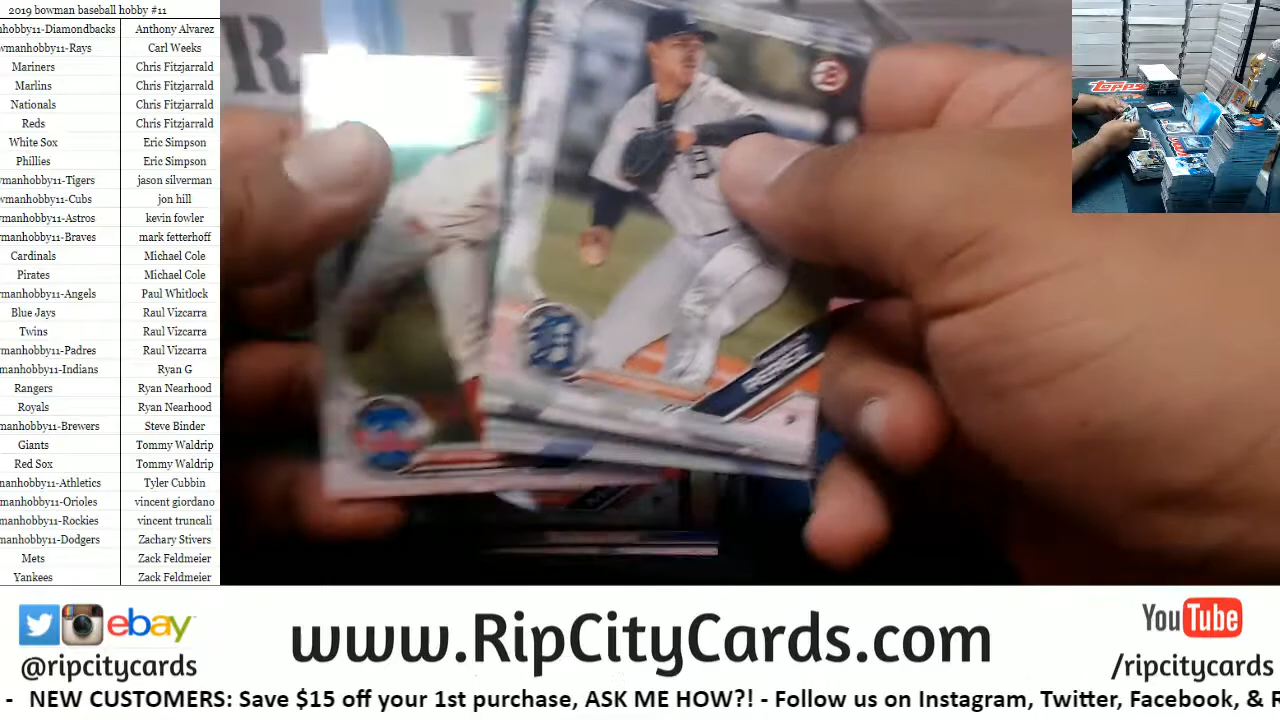 2019 bowman baseball hobby #11
hobby11-Diamondbacks Anthony Alvarez
wmanhobby11-Rays Carl Weeks
Mariners Chris Fitzjarrald
Marlins Chris Fitzjarrald
Nationals Chris Fitzjarrald
Reds Chris Fitzjarrald
White Sox Eric Simpson
Phillies Eric Simpson
wmanhobby11-Tigers jason silverman
wmanhobby11-Cubs jon hill
manhobby11-Astros kevin fowler
manhobby11-Braves mark fetterhoff
Cardinals Michael Cole
Pirates Michael Cole
manhobby11-Angels Paul Whitlock
Blue Jays Raul Vizcarra
Twins Raul Vizcarra
manhobby11-Padres Raul Vizcarra
manhobby11-Indians Ryan G
Rangers Ryan Nearhood
Royals Ryan Nearhood
manhobby11-Brewers Steve Binder
Giants Tommy Waldrip
Red Sox Tommy Waldrip
manhobby11-Athletics Tyler Cubbin
manhobby11-Orioles vincent giordano
manhobby11-Rockies vincent truncali
manhobby11-Dodgers Zachary Stivers
Mets Zack Feldmeier
Yankees Zack Feldmeier
Topps
PEREZ
ebay
@ripcitycards
www.RipCityCards.com
YouTube
/ripcitycards
- NEW CUSTOMERS: Save $15 off your 1st purchase, ASK ME HOW?! - Follow us on Instagram, Twitter, Facebook, & R